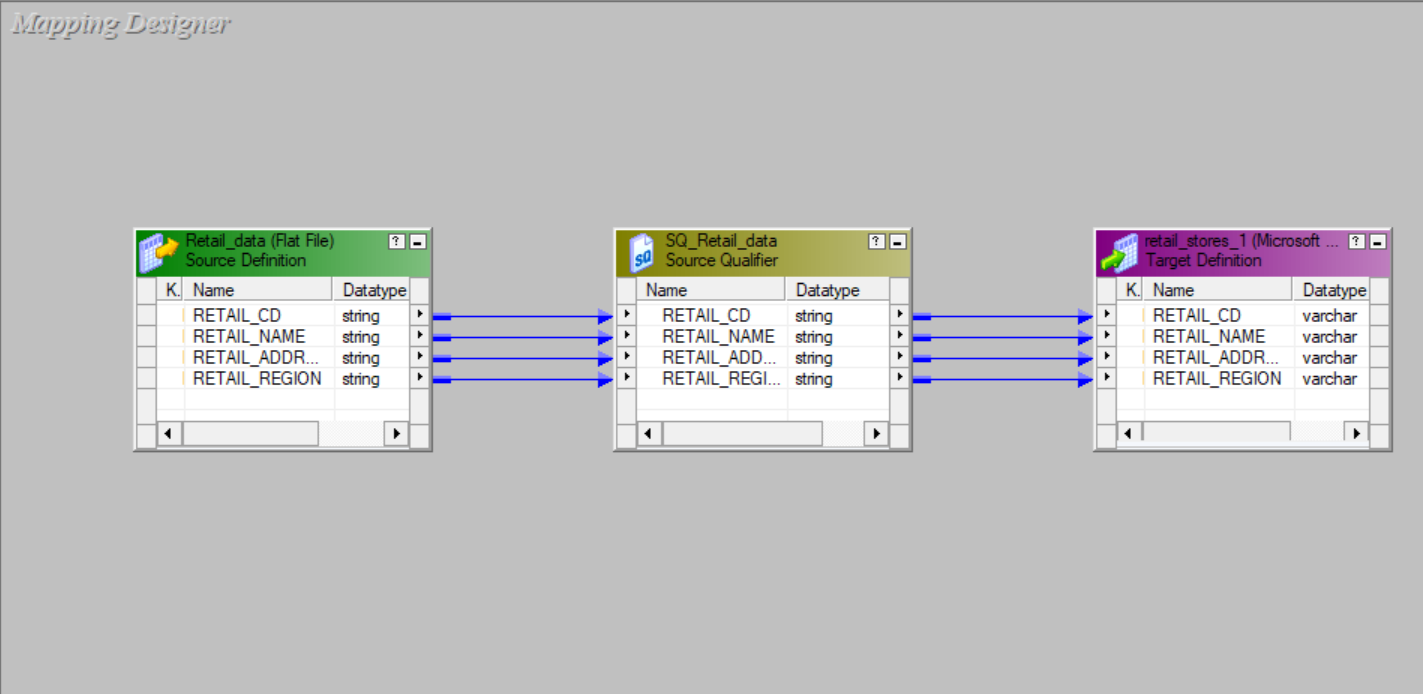 Mapping Designer
Retail_data (Flat File) ?
Source Definition
K. Name Datatype
RETAIL_CD string
RETAIL_NAME string
RETAIL_ADDR... string
RETAIL_REGION string
SQ_Retail_data ?
SQ
Source Qualifier
Name Datatype
RETAIL_CD string
RETAIL_NAME string
RETAIL_ADD... string
RETAIL_REGI... string
retail_stores_1 (Microsoft ... ?
Target Definition
K. Name Datatype
RETAIL_CD varchar
RETAIL_NAME varchar
RETAIL_ADDR... varchar
RETAIL_REGION varchar